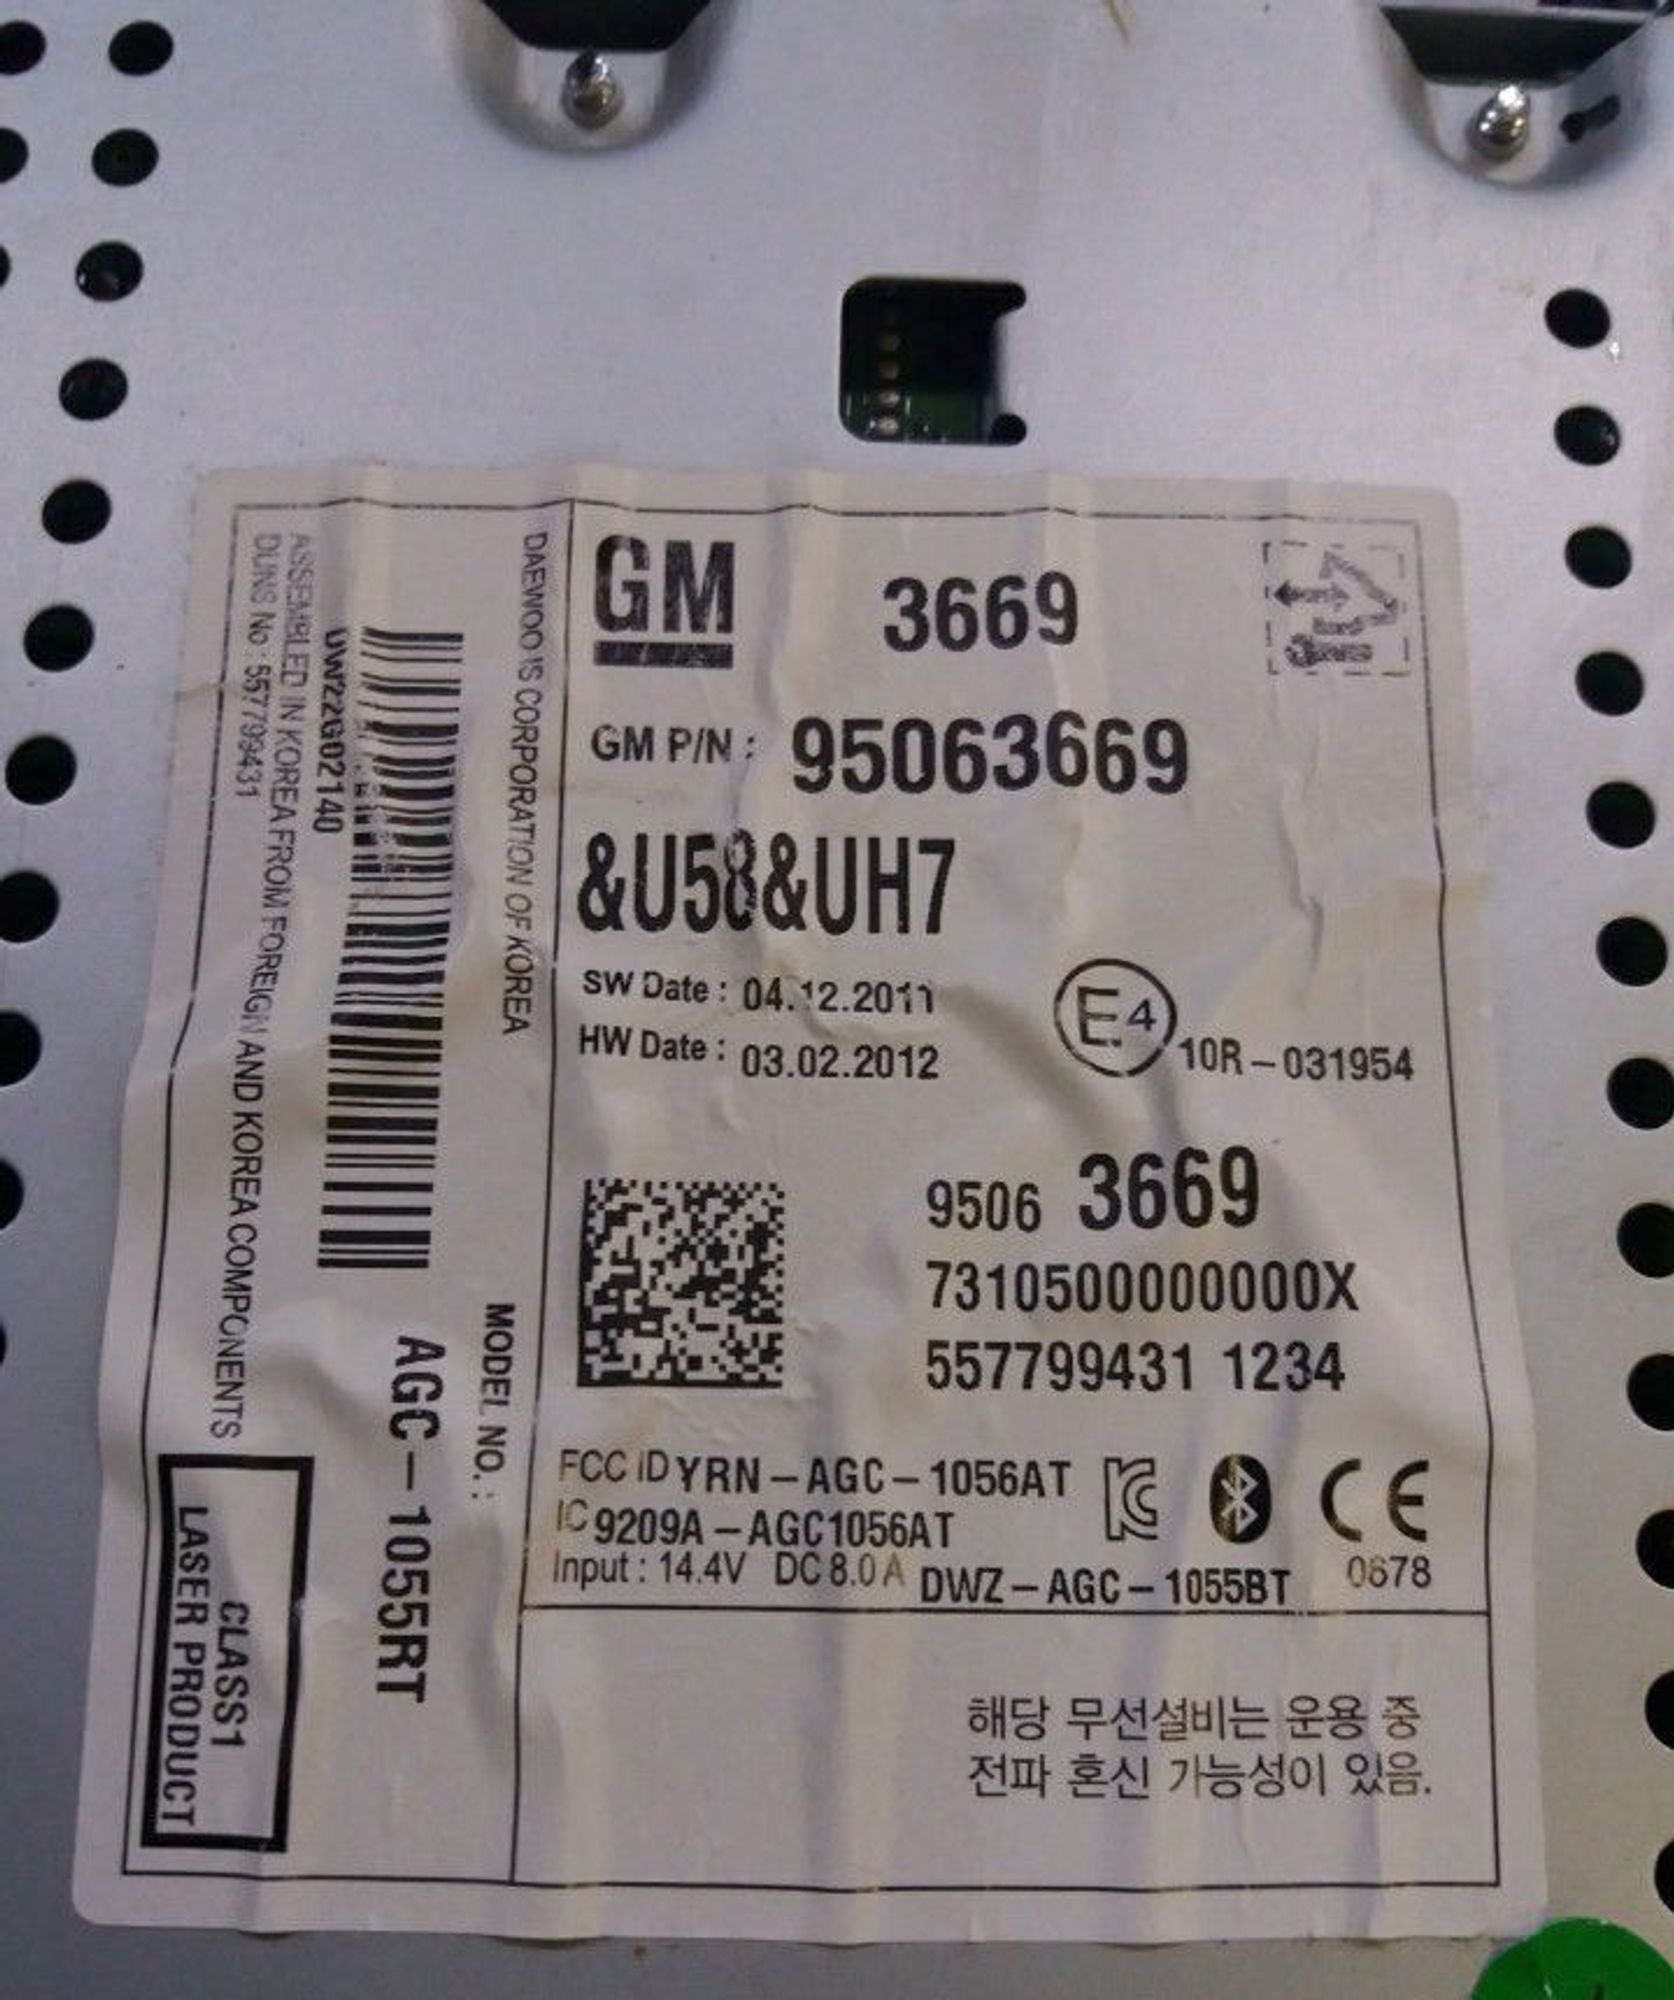 GM
3669
GM P/N : 95063669
&U58&UH7
SW Date : 04.12.2011
HW Date : 03.02.2012
E4
10R-031954
9506 3669
7310500000000X
557799431 1234
FCC ID YRN-AGC-1056AT
IC 9209A-AGC1056AT
Input : 14.4V DC 8.0 A DWZ-AGC-1055BT
CE
0678
해당 무선설비는 운용 중
전파 혼신 가능성이 있음.
DAEWOO IS CORPORATION OF KOREA
MODEL NO. :
AGC-1055RT
DW22G02140
ASSEMBLED IN KOREA FROM FOREIGN AND KOREA COMPONENTS
DUNS No : 557799431
CLASS1
LASER PRODUCT